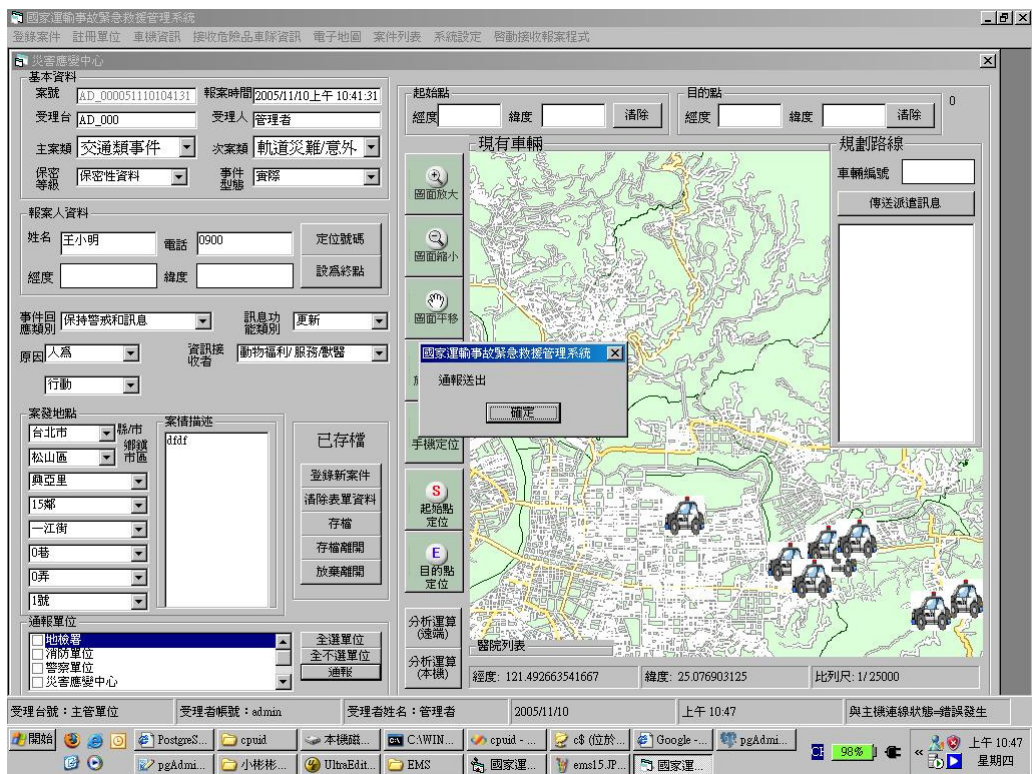 國家運輸事故緊急救援管理系統
登錄案件 註冊單位 車機資訊 接收危險品車隊資訊 電子地圖 案件列表 系統設定 啟動接收報案程式
災害應變中心
基本資料
案號 AD_000051110104131 報案時間 2005/11/10上午 10:41:31
受理台 AD_000 受理人 管理者
主案類 交通類事件 次案類 軌道災難/意外
保密等級 保密性資料 事件型態 實際
報案人資料
姓名 王小明 電話 0900 定位號碼
經度 緯度 設為終點
事件回應類別 保持警戒和訊息 訊息功能類別 更新
原因 人為 資訊接收者 動物福利/服務/獸醫
行動
案發地點
台北市 縣/市
松山區 鄉鎮市區
興亞里
15鄰
一江街
0巷
0弄
1號
案情描述
dfdf
已存檔
登錄新案件
清除表單資料
存檔
存檔離開
放棄離開
通報單位
地檢署
消防單位
警察單位
災害應變中心
全選單位
全不選單位
通報
起始點
經度 緯度 清除
目的點
經度 緯度 清除
0
現有車輛
圖面放大
圖面縮小
圖面平移
手機定位
S
起始點定位
E
目的點定位
分析運算(遠端)
分析運算(本機)
規劃路線
車輛編號
傳送派遣訊息
國家運輸事故緊急救援管理系統
通報送出
確定
醫院列表
經度: 121.492663541667 緯度: 25.076903125 比列尺: 1/25000
受理台號：主管單位 受理者帳號：admin 受理者姓名：管理者 2005/11/10 上午 10:47 與主機連線狀態=錯誤發生
開始 PostgreS... cpuid 本機磁... C:\WIN... cpuid - ... c$ (位於... Google -... pgAdmi... 98% 上午 10:47
pgAdmi... 小彬彬... UltraEdit... EMS 國家運... ems15.JP... 國家運... 星期四